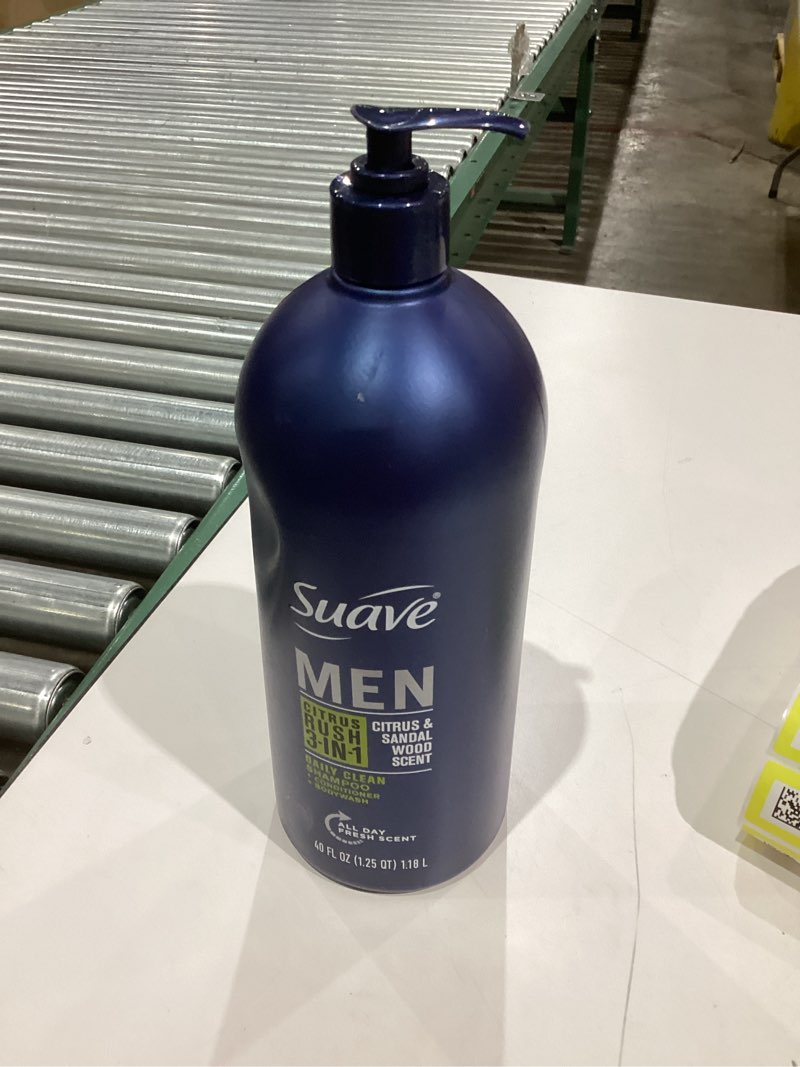 Suave®
MEN
CITRUS
RUSH
3-IN-1
CITRUS &
SANDAL
WOOD
SCENT
DAILY CLEAN
SHAMPOO
+ CONDITIONER
+ BODYWASH
ALL DAY
FRESH SCENT
40 FL OZ (1.25 QT) 1.18 L